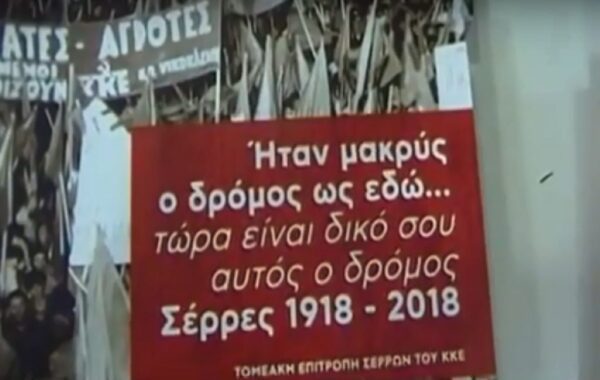 ΑΤΕΣ - ΑΓΡΟΤΕΣ
ΚΚΕ
Ήταν μακρύς
ο δρόμος ως εδώ...
τώρα είναι δικό σου
αυτός ο δρόμος
Σέρρες 1918 - 2018
ΤΟΜΕΑΚΗ ΕΠΙΤΡΟΠΗ ΣΕΡΡΩΝ ΤΟΥ ΚΚΕ